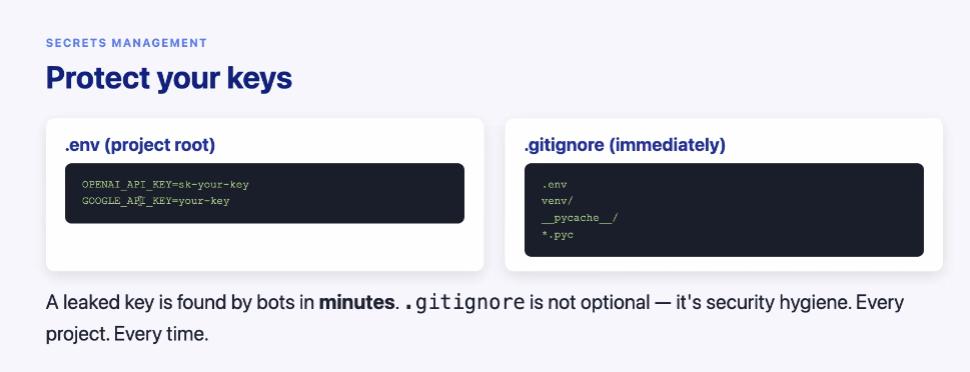 SECRETS MANAGEMENT
Protect your keys
.env (project root)
OPENAI_API_KEY=sk-your-key
GOOGLE_API_KEY=your-key
.gitignore (immediately)
.env
venv/
__pycache__/
*.pyc
A leaked key is found by bots in minutes. .gitignore is not optional — it's security hygiene. Every
project. Every time.